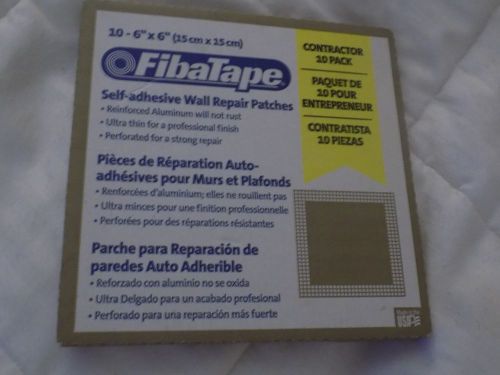 10 - 6" x 6" (15 cm x 15 cm)
FibaTape
Self-adhesive Wall Repair Patches
• Reinforced Aluminum will not rust
• Ultra thin for a professional finish
• Perforated for a strong repair
Pièces de Réparation Auto-
adhésives pour Murs et Plafonds
• Renforcées d'aluminium; elles ne rouillent pas
• Ultra minces pour une finition professionnelle
• Perforées pour des réparations résistantes
Parche para Reparación de
paredes Auto Adherible
• Reforzado con aluminio no se oxida
• Ultra Delgado para un acabado profesional
• Perforado para una reparación más fuerte
CONTRACTOR
10 PACK
PAQUET DE
10 POUR
ENTREPRENEUR
CONTRATISTA
10 PIEZAS
Made in the
USA